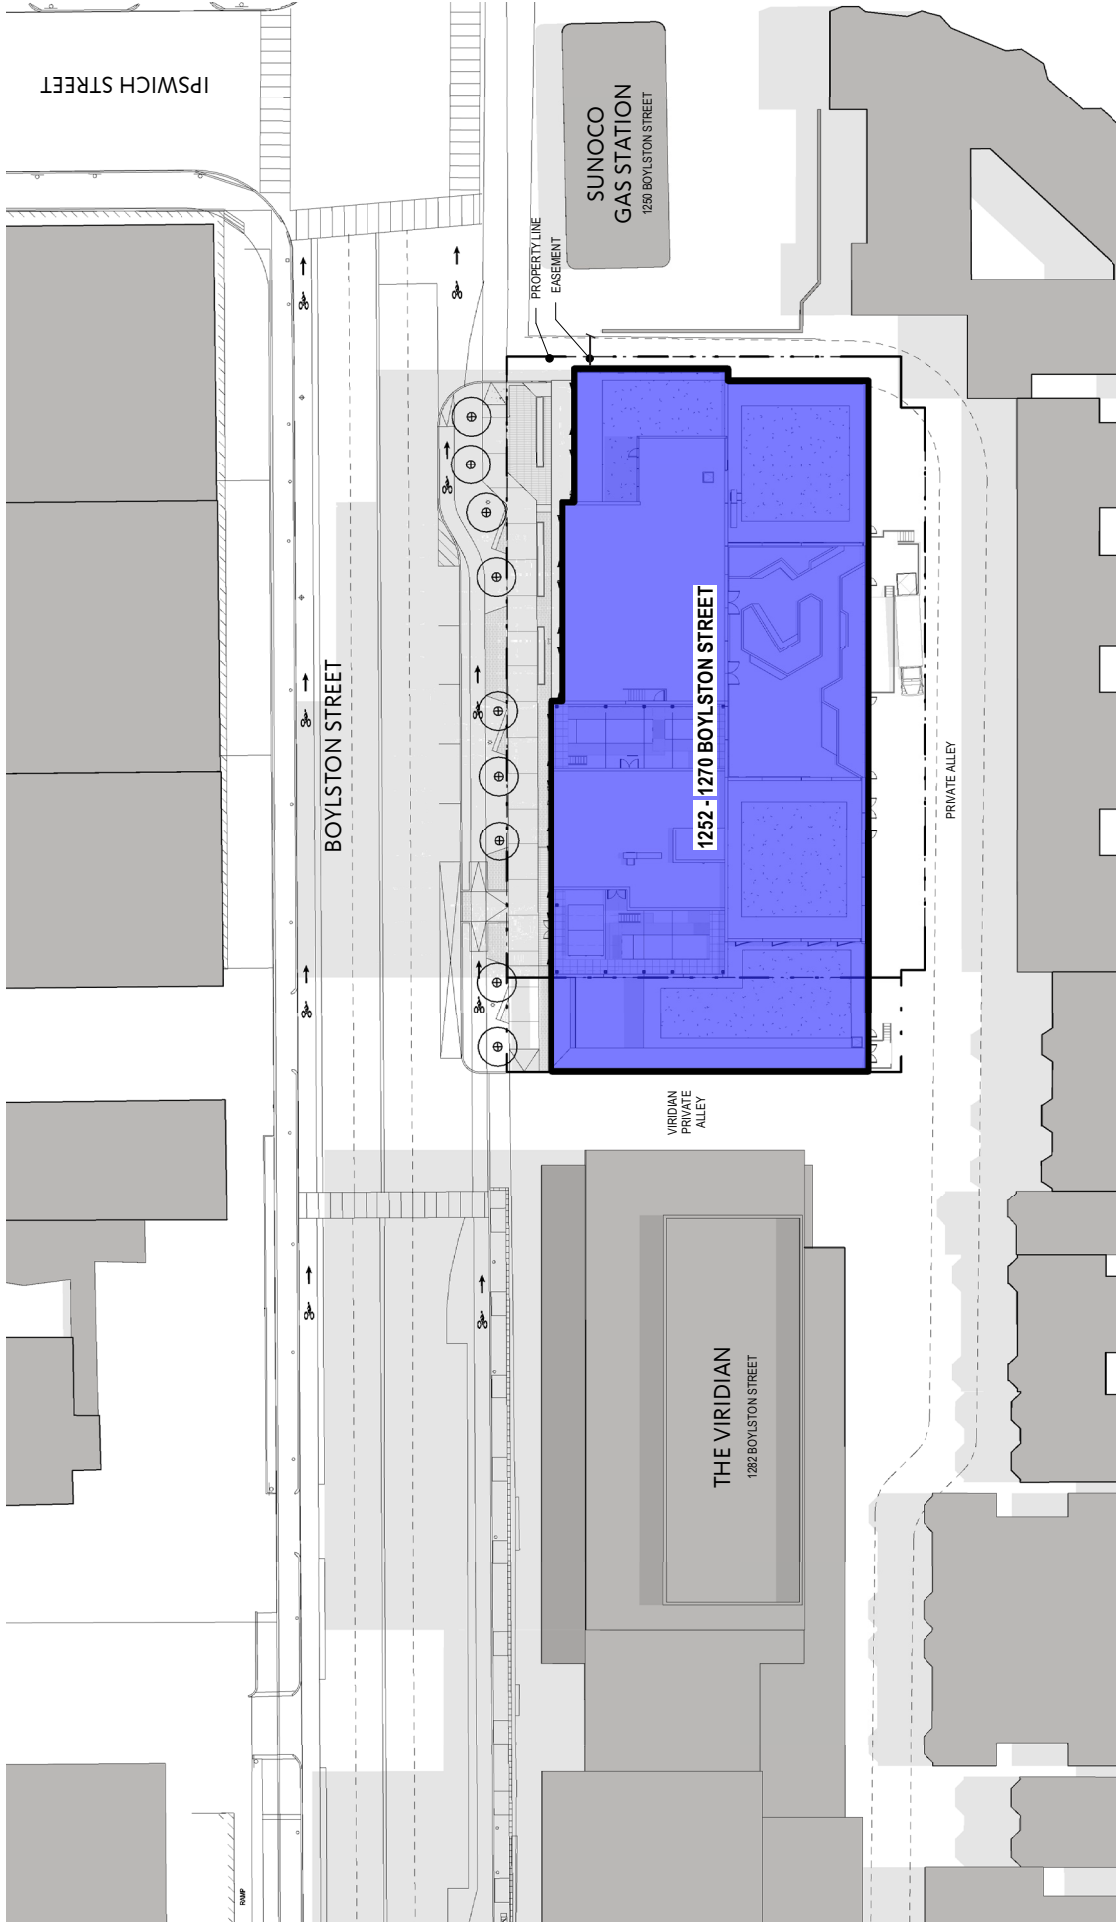 IPSWICH STREET
SUNOCO
GAS STATION
1250 BOYLSTON STREET
PROPERTY LINE
EASEMENT
BOYLSTON STREET
1252 - 1270 BOYLSTON STREET
PRIVATE ALLEY
VIRIDIAN
PRIVATE
ALLEY
THE VIRIDIAN
1282 BOYLSTON STREET
RAMP